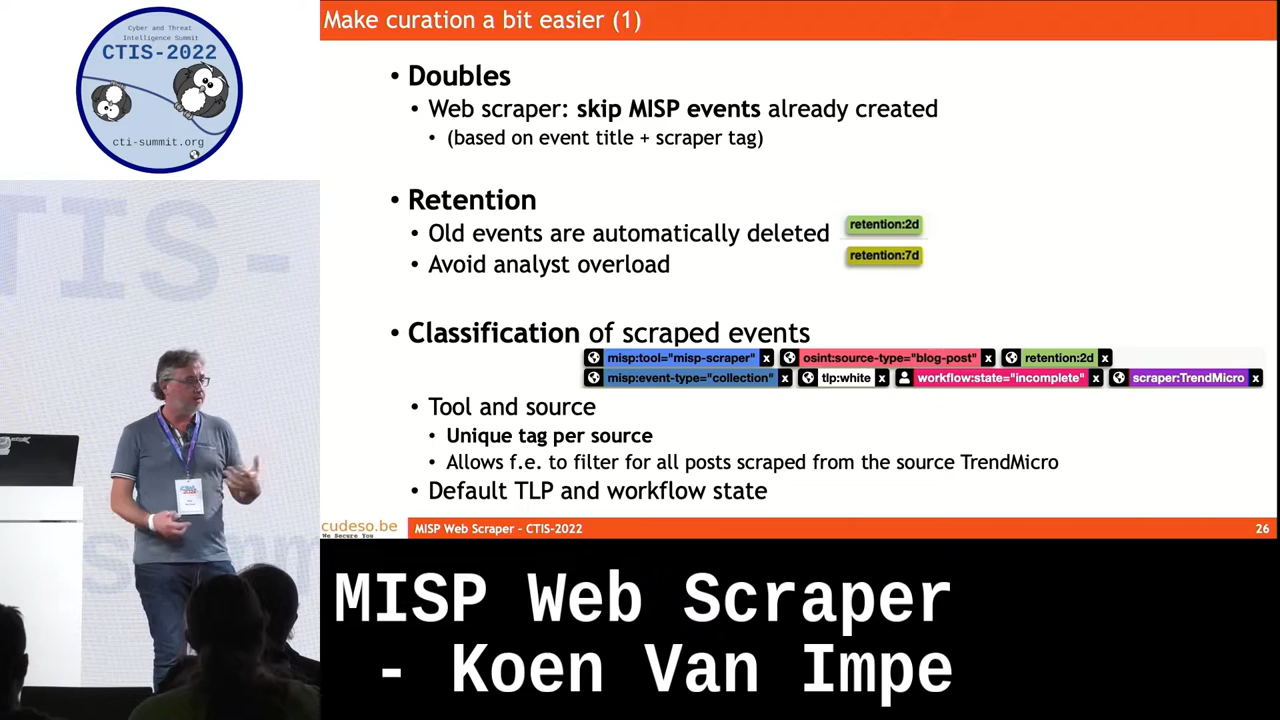 Make curation a bit easier (1)
Cyber and Threat
Intelligence Summit
CTIS-2022
cti-summit.org
• Doubles
• Web scraper: skip MISP events already created
• (based on event title + scraper tag)
• Retention
• Old events are automatically deleted
retention:2d
• Avoid analyst overload
retention:7d
• Classification of scraped events
misp:tool="misp-scraper" x
osint:source-type="blog-post" x
retention:2d x
misp:event-type="collection" x
tlp:white x
workflow:state="incomplete" x
scraper:TrendMicro x
• Tool and source
• Unique tag per source
• Allows f.e. to filter for all posts scraped from the source TrendMicro
• Default TLP and workflow state
cudeso.be
We Secure You
MISP Web Scraper - CTIS-2022
26
MISP Web Scraper
- Koen Van Impe